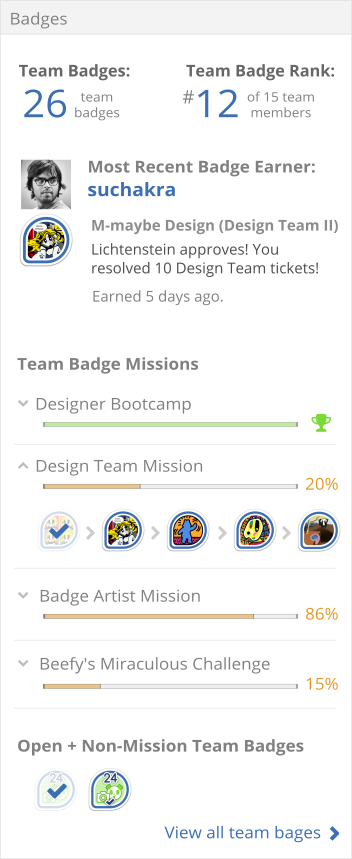 Badges
Team Badges:
26 team badges
Team Badge Rank:
#12 of 15 team members
Most Recent Badge Earner:
suchakra
M-maybe Design (Design Team II)
Lichtenstein approves! You
resolved 10 Design Team tickets!
Earned 5 days ago.
Team Badge Missions
Designer Bootcamp
Design Team Mission
20%
Badge Artist Mission
86%
Beefy's Miraculous Challenge
15%
Open + Non-Mission Team Badges
24
24
View all team bages